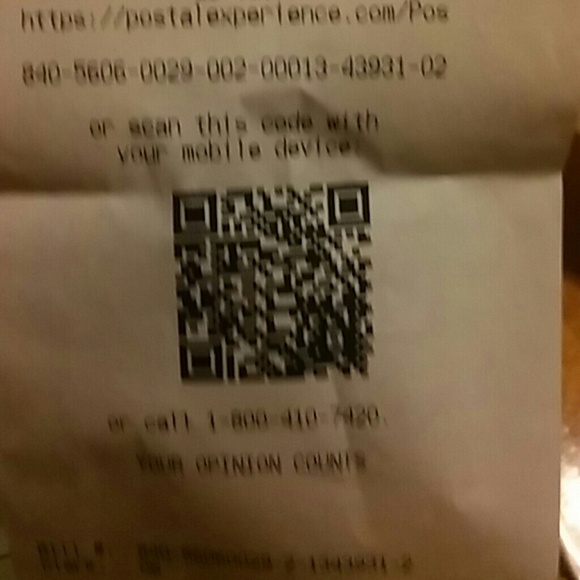 https://postalexperience.com/Pos
840-5606-0029-002-00013-43931-02
or scan this code with
your mobile device:
or call 1-800-410-7420.
YOUR OPINION COUNTS